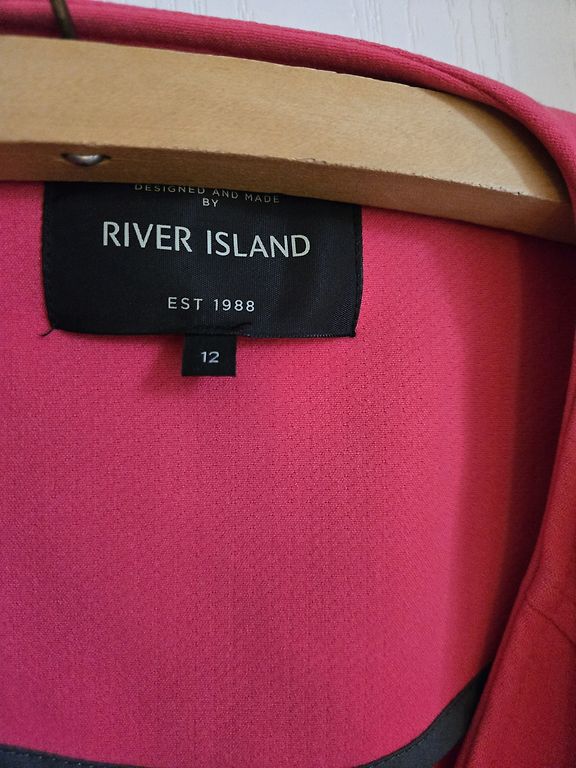 DESIGNED AND MADE
BY
RIVER ISLAND
EST 1988
12